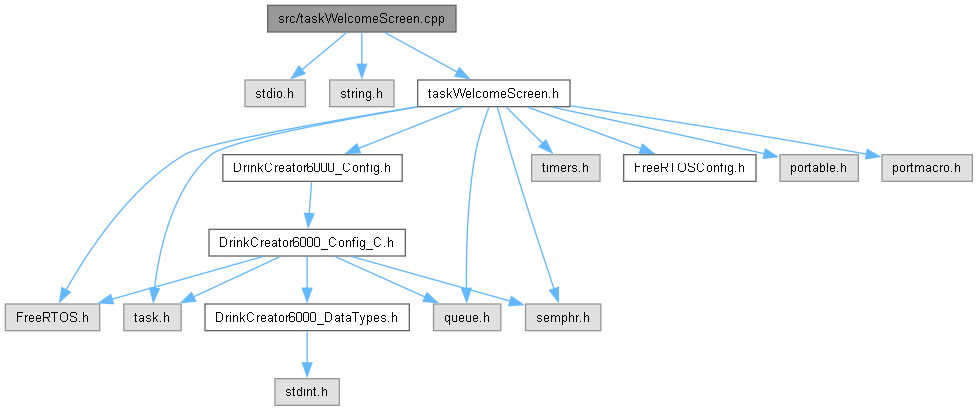 src/taskWelcomeScreen.cpp
stdio.h
string.h
taskWelcomeScreen.h
DrinkCreator6000_Config.h
timers.h
FreeRTOSConfig.h
portable.h
portmacro.h
DrinkCreator6000_Config_C.h
FreeRTOS.h
task.h
DrinkCreator6000_DataTypes.h
queue.h
semphr.h
stdint.h